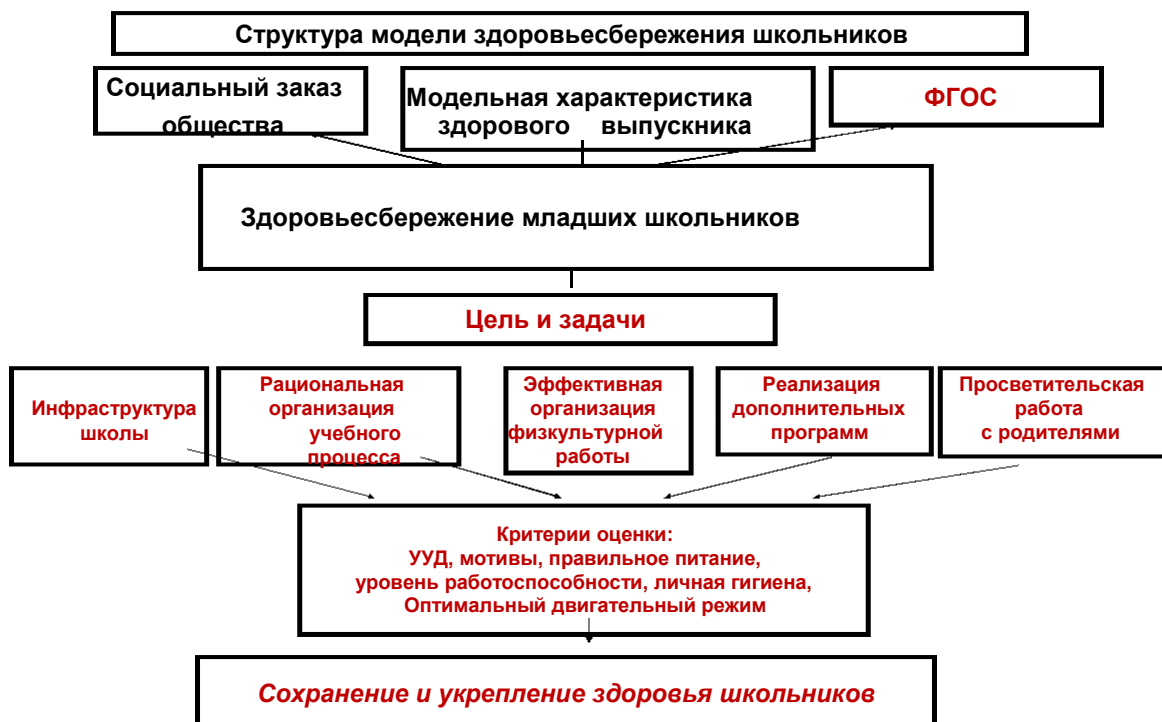 Структура модели здоровьесбережения школьников
Социальный заказ
общества
Модельная характеристика
здорового выпускника
ФГОС
Здоровьесбережение младших школьников
Цель и задачи
Инфраструктура
школы
Рациональная
организация
учебного
процесса
Эффективная
организация
физкультурной
работы
Реализация
дополнительных
программ
Просветительская
работа
с родителями
Критерии оценки:
УУД, мотивы, правильное питание,
уровень работоспособности, личная гигиена,
Оптимальный двигательный режим
Сохранение и укрепление здоровья школьников